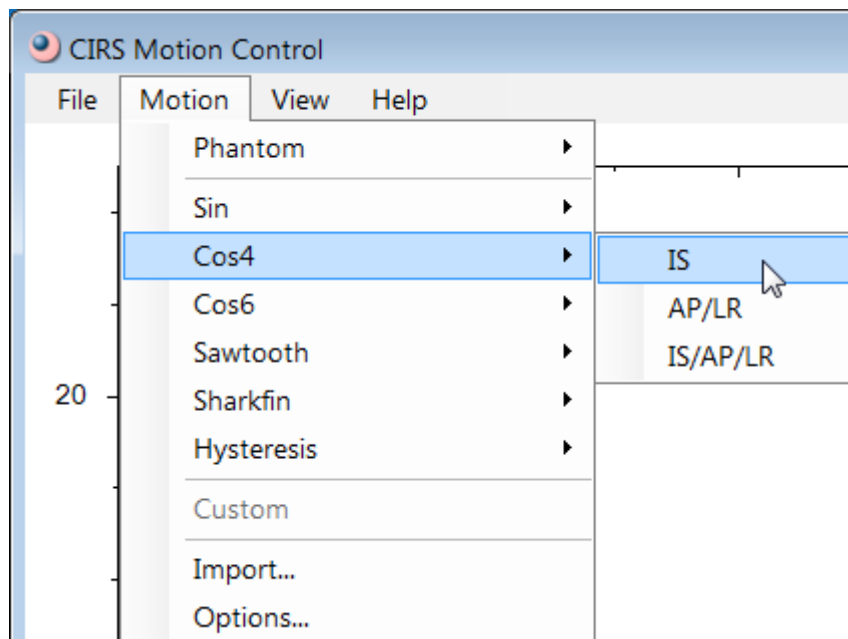 CIRS Motion Control
File Motion View Help
Phantom
Sin
Cos4
IS
Cos6
AP/LR
Sawtooth
IS/AP/LR
20
Sharkfin
Hysteresis
Custom
Import...
Options...